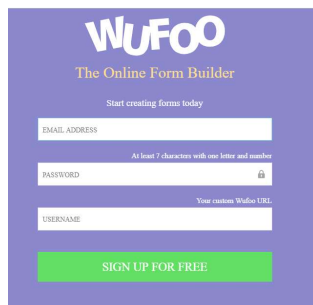 WUFOO
The Online Form Builder
Start creating forms today
EMAIL ADDRESS
At least 7 characters with one letter and number
PASSWORD
Your custom Wufoo URL
USERNAME
SIGN UP FOR FREE